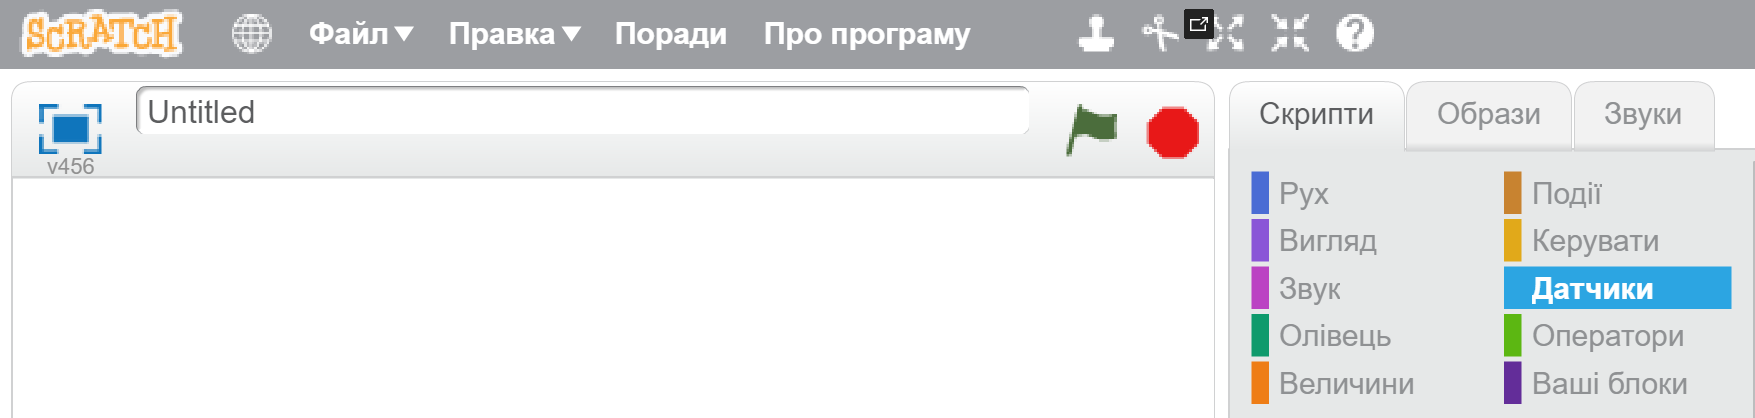 SCRATCH Файл Правка Поради Про програму
Untitled
v456
Скрипти Образи Звуки
Рух Події
Вигляд Керувати
Звук Датчики
Олівець Оператори
Величини Ваші блоки